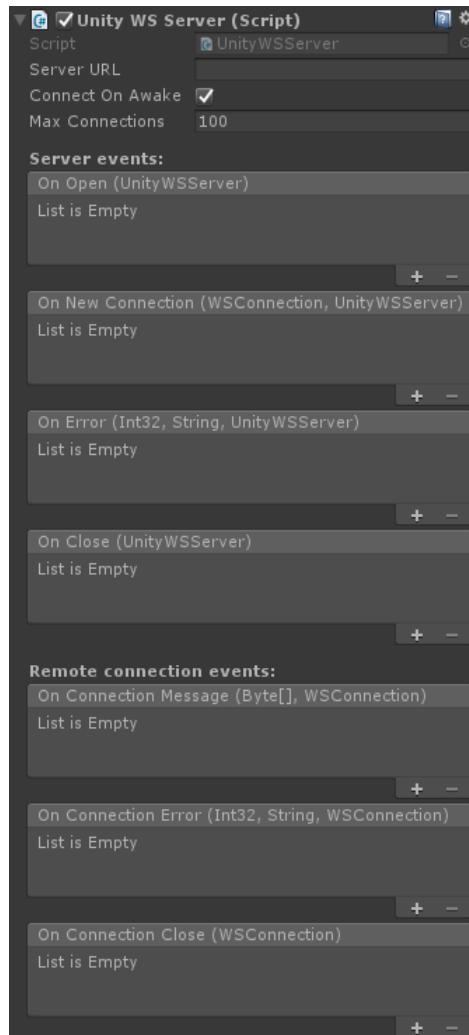 Unity WS Server (Script)
Script UnityWSServer
Server URL
Connect On Awake
Max Connections 100
Server events:
On Open (UnityWSServer)
List is Empty
+ −
On New Connection (WSConnection, UnityWSServer)
List is Empty
+ −
On Error (Int32, String, UnityWSServer)
List is Empty
+ −
On Close (UnityWSServer)
List is Empty
+ −
Remote connection events:
On Connection Message (Byte[], WSConnection)
List is Empty
+ −
On Connection Error (Int32, String, WSConnection)
List is Empty
+ −
On Connection Close (WSConnection)
List is Empty
+ −